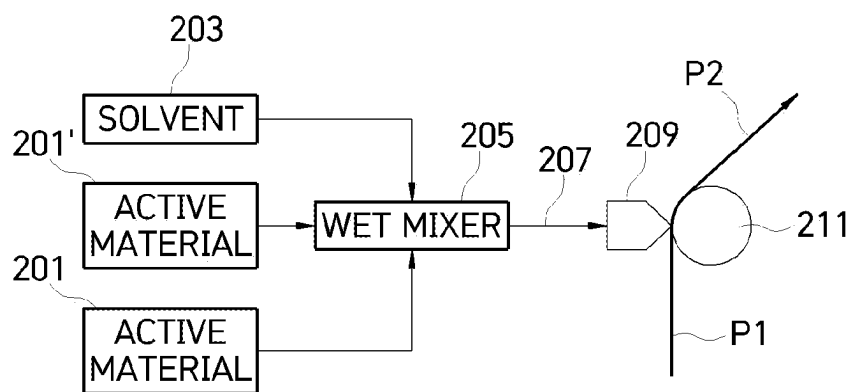 203
SOLVENT
201'
ACTIVE
MATERIAL
201
ACTIVE
MATERIAL
205
WET MIXER
207
209
P2
211
P1